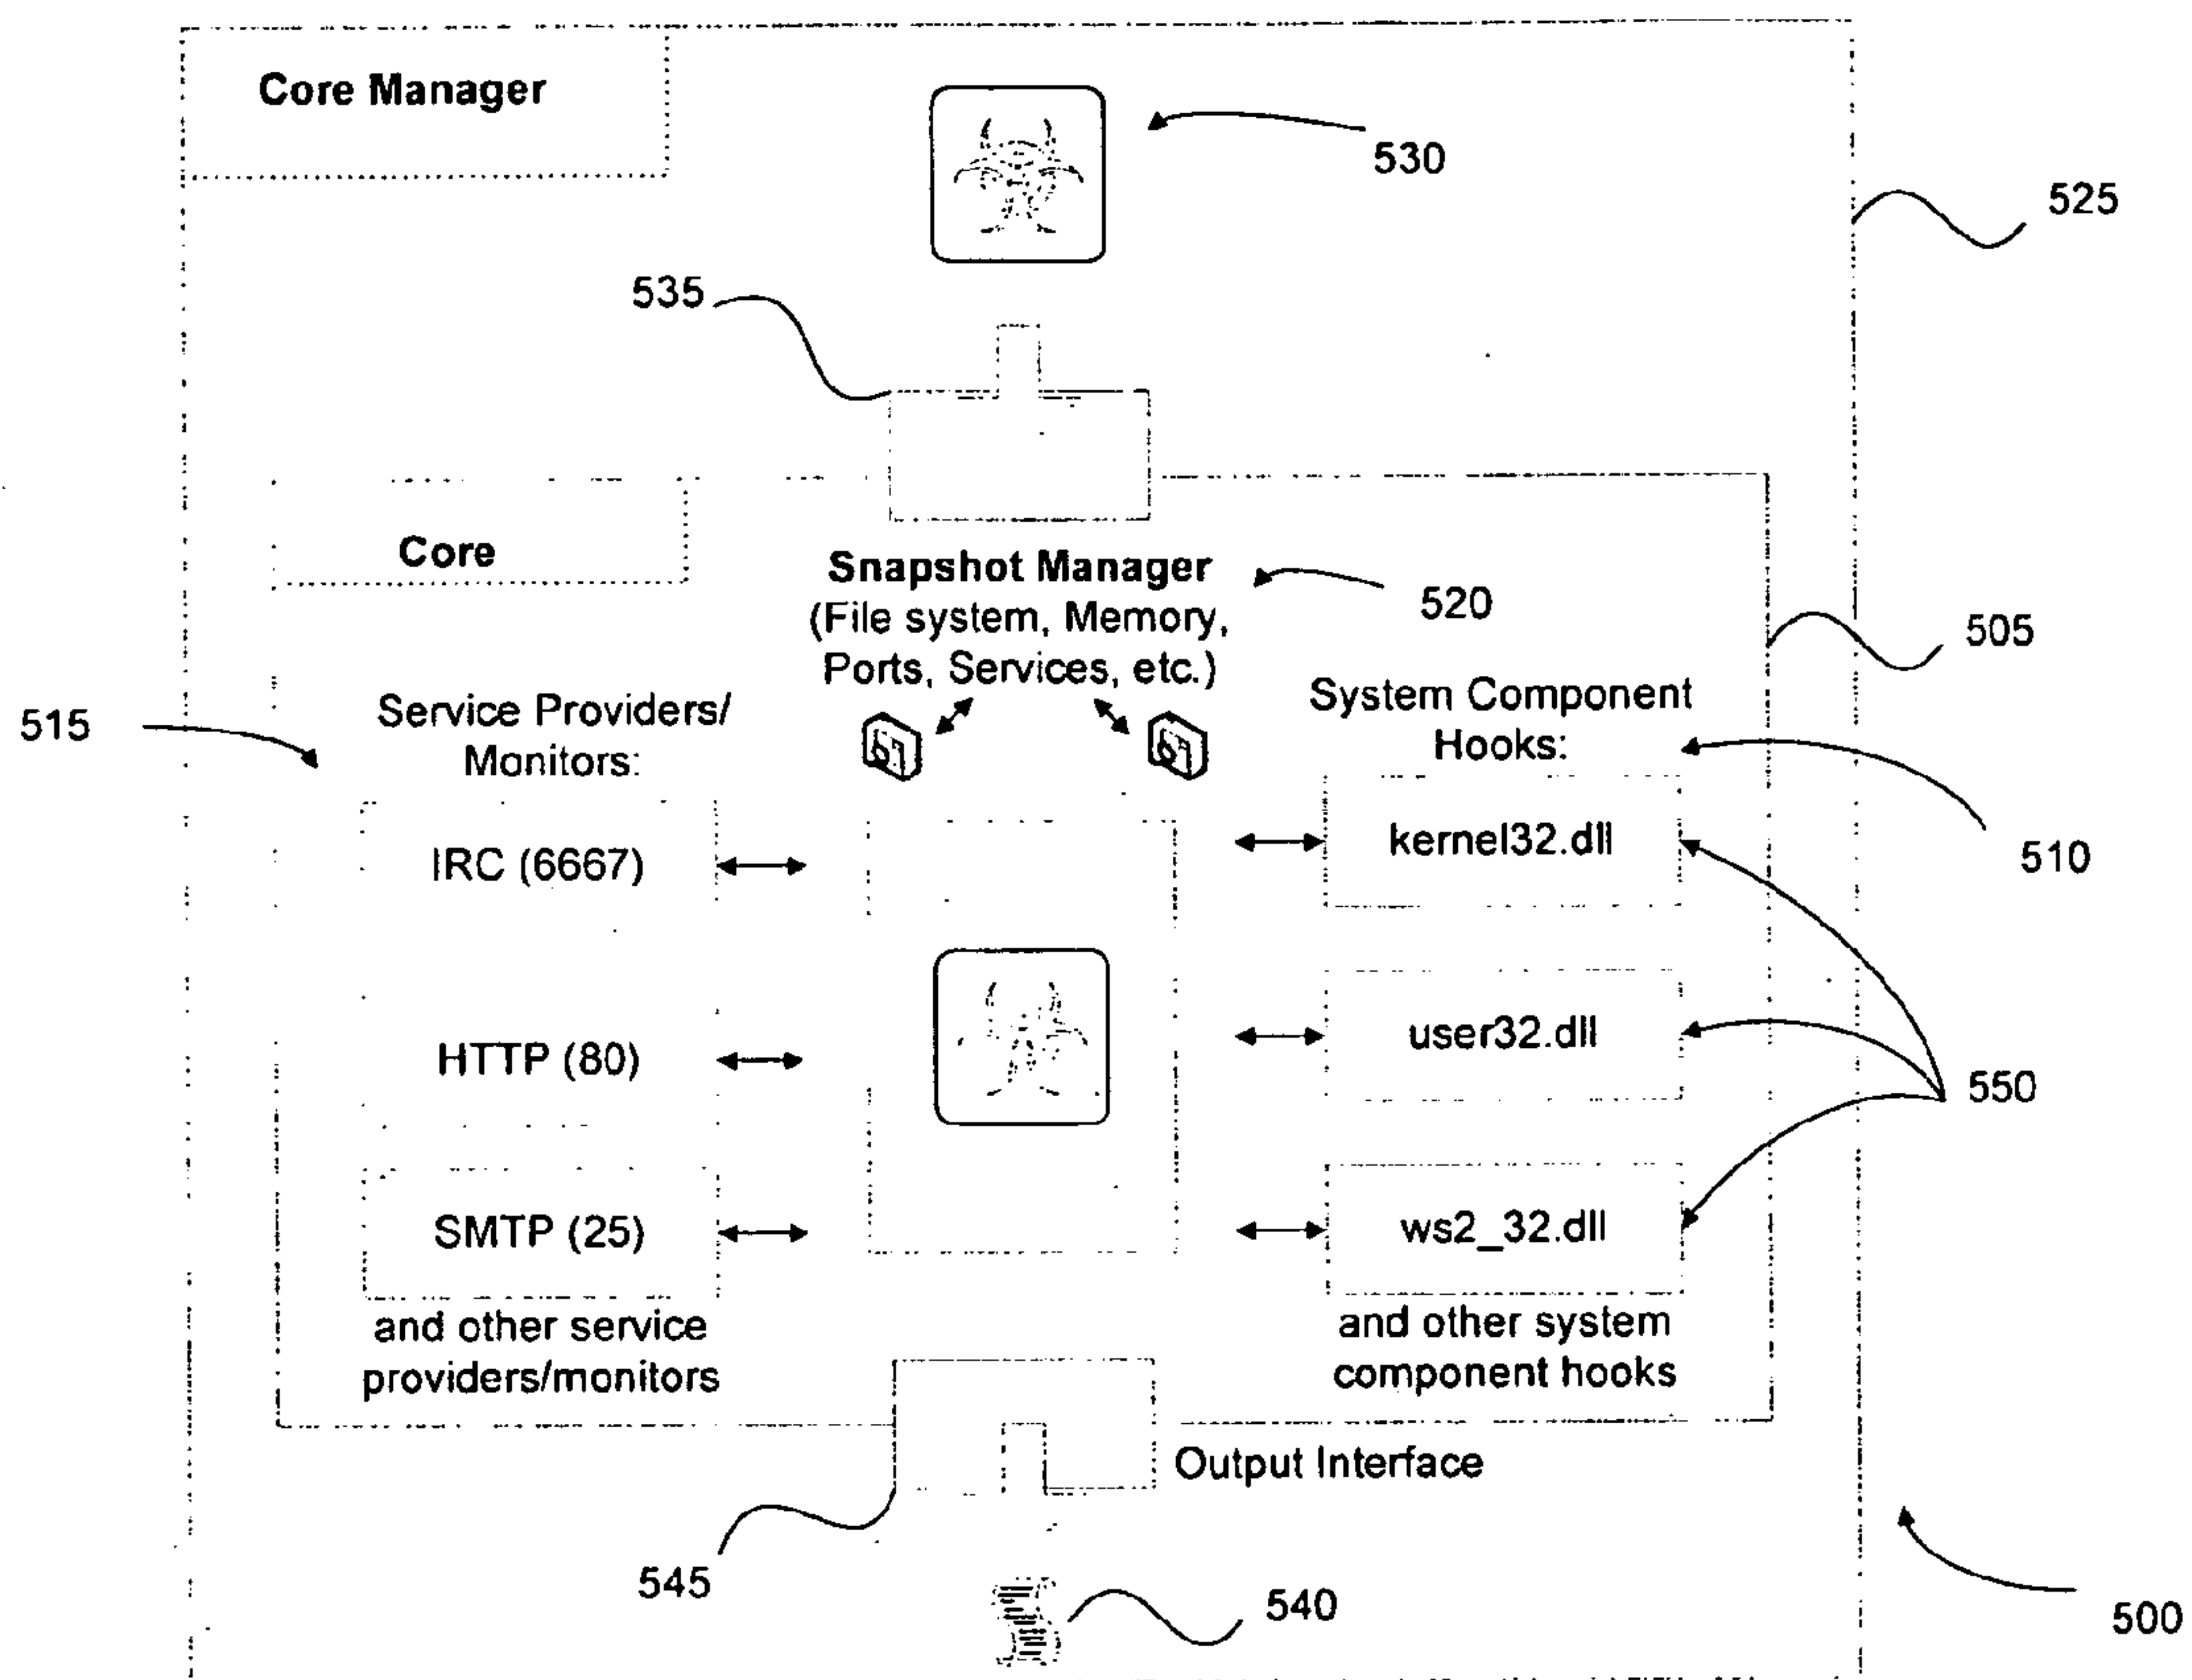 Core Manager
530
525
535
Core
Snapshot Manager
(File system, Memory,
Ports, Services, etc.)
520
505
515
Service Providers/
Monitors:
System Component
Hooks:
510
IRC (6667)
kernel32.dll
HTTP (80)
user32.dll
550
SMTP (25)
ws2_32.dll
and other service
providers/monitors
and other system
component hooks
Output Interface
545
540
500